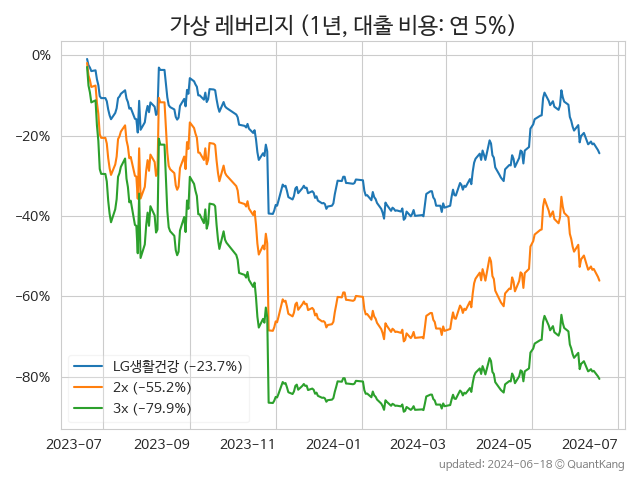 가상 레버리지 (1년, 대출 비용: 연 5%)
0%
−20%
−40%
−60%
−80%
LG생활건강 (−23.7%)
2x (−55.2%)
3x (−79.9%)
2023-07
2023-09
2023-11
2024-01
2024-03
2024-05
2024-07
updated: 2024-06-18 © QuantKang